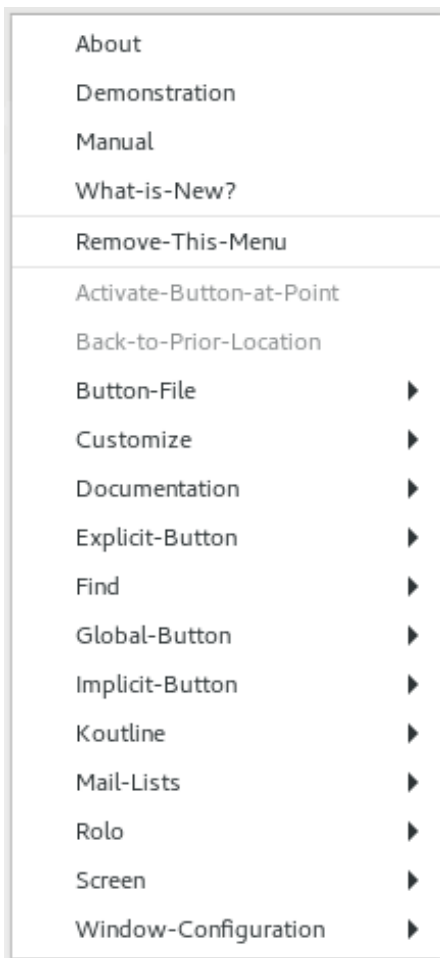 About
Demonstration
Manual
What-is-New?
Remove-This-Menu
Activate-Button-at-Point
Back-to-Prior-Location
Button-File
Customize
Documentation
Explicit-Button
Find
Global-Button
Implicit-Button
Koutline
Mail-Lists
Rolo
Screen
Window-Configuration